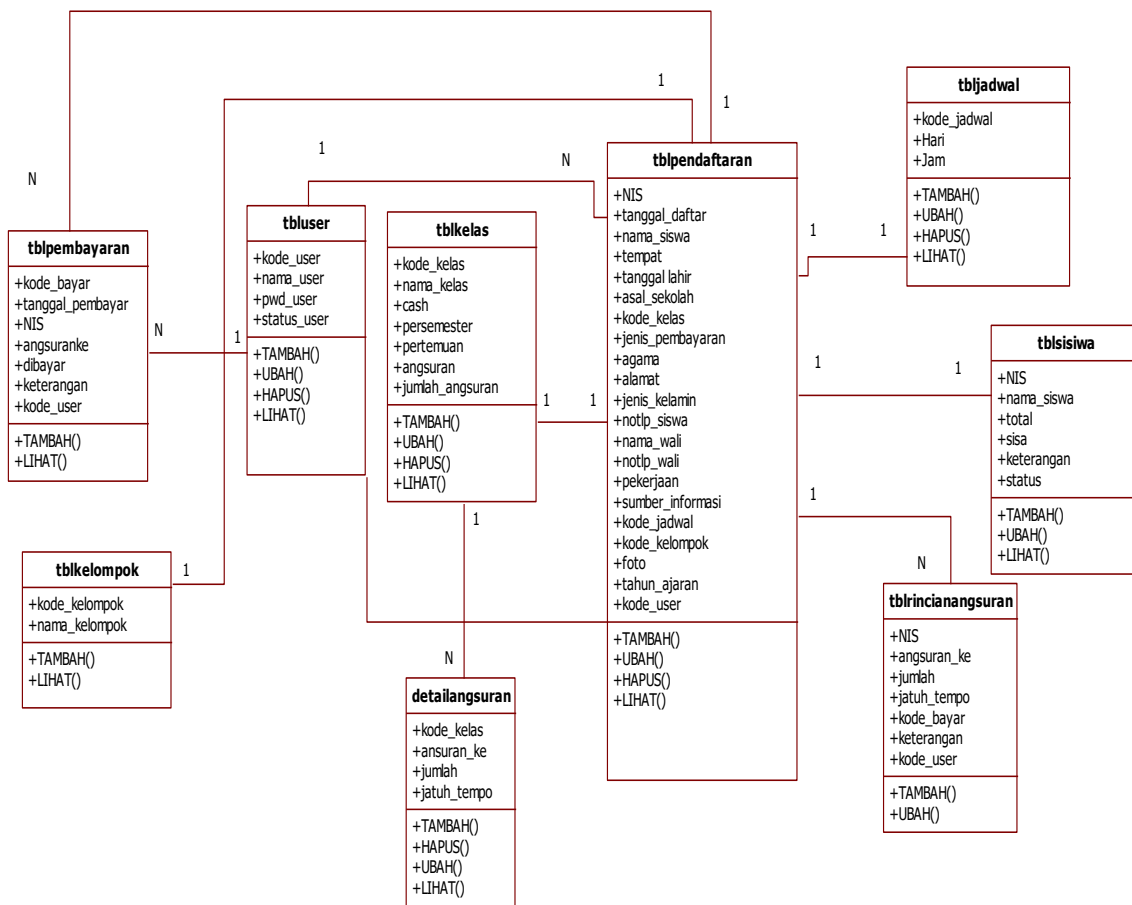 tblpembayaran
+kode_bayar
+tanggal_pembayar
+NIS
+angsuranke
+dibayar
+keterangan
+kode_user
+TAMBAH()
+LIHAT()
N
N
1
1
1
N
1
1
tbluser
+kode_user
+nama_user
+pwd_user
+status_user
+TAMBAH()
+UBAH()
+HAPUS()
+LIHAT()
tblkelas
+kode_kelas
+nama_kelas
+cash
+persemester
+pertemuan
+angsuran
+jumlah_angsuran
+TAMBAH()
+UBAH()
+HAPUS()
+LIHAT()
1
1
1
N
tblkelompok
+kode_kelompok
+nama_kelompok
+TAMBAH()
+LIHAT()
detailangsuran
+kode_kelas
+ansuran_ke
+jumlah
+jatuh_tempo
+TAMBAH()
+HAPUS()
+UBAH()
+LIHAT()
tblpendaftaran
+NIS
+tanggal_daftar
+nama_siswa
+tempat
+tanggal lahir
+asal_sekolah
+kode_kelas
+jenis_pembayaran
+agama
+alamat
+jenis_kelamin
+notlp_siswa
+nama_wali
+notlp_wali
+pekerjaan
+sumber_informasi
+kode_jadwal
+kode_kelompok
+foto
+tahun_ajaran
+kode_user
+TAMBAH()
+UBAH()
+HAPUS()
+LIHAT()
tbljadwal
+kode_jadwal
+Hari
+Jam
+TAMBAH()
+UBAH()
+HAPUS()
+LIHAT()
1
1
1
1
1
N
tblsisiwa
+NIS
+nama_siswa
+total
+sisa
+keterangan
+status
+TAMBAH()
+UBAH()
+LIHAT()
tblrincianangsuran
+NIS
+angsuran_ke
+jumlah
+jatuh_tempo
+kode_bayar
+keterangan
+kode_user
+TAMBAH()
+UBAH()